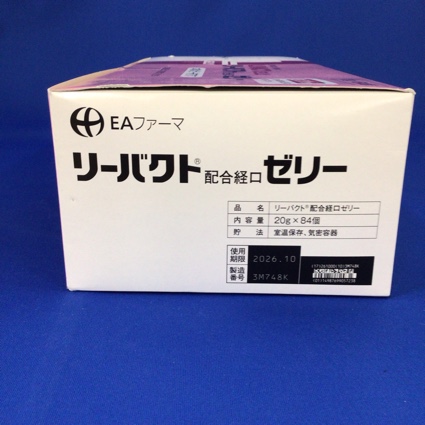 EAファーマ
リーバクト® 配合経口ゼリー
品名 リーバクト®配合経口ゼリー
内容量 20g×84個
貯法 室温保存、気密容器
使用期限 2026.10
製造番号 3M748K